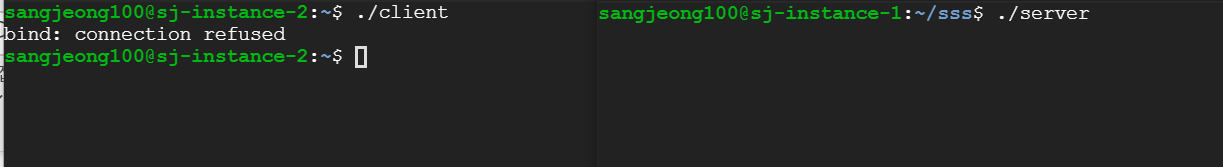 sangjeong100@sj-instance-2:~$ ./client
bind: connection refused
sangjeong100@sj-instance-2:~$
sangjeong100@sj-instance-1:~/sss$ ./server